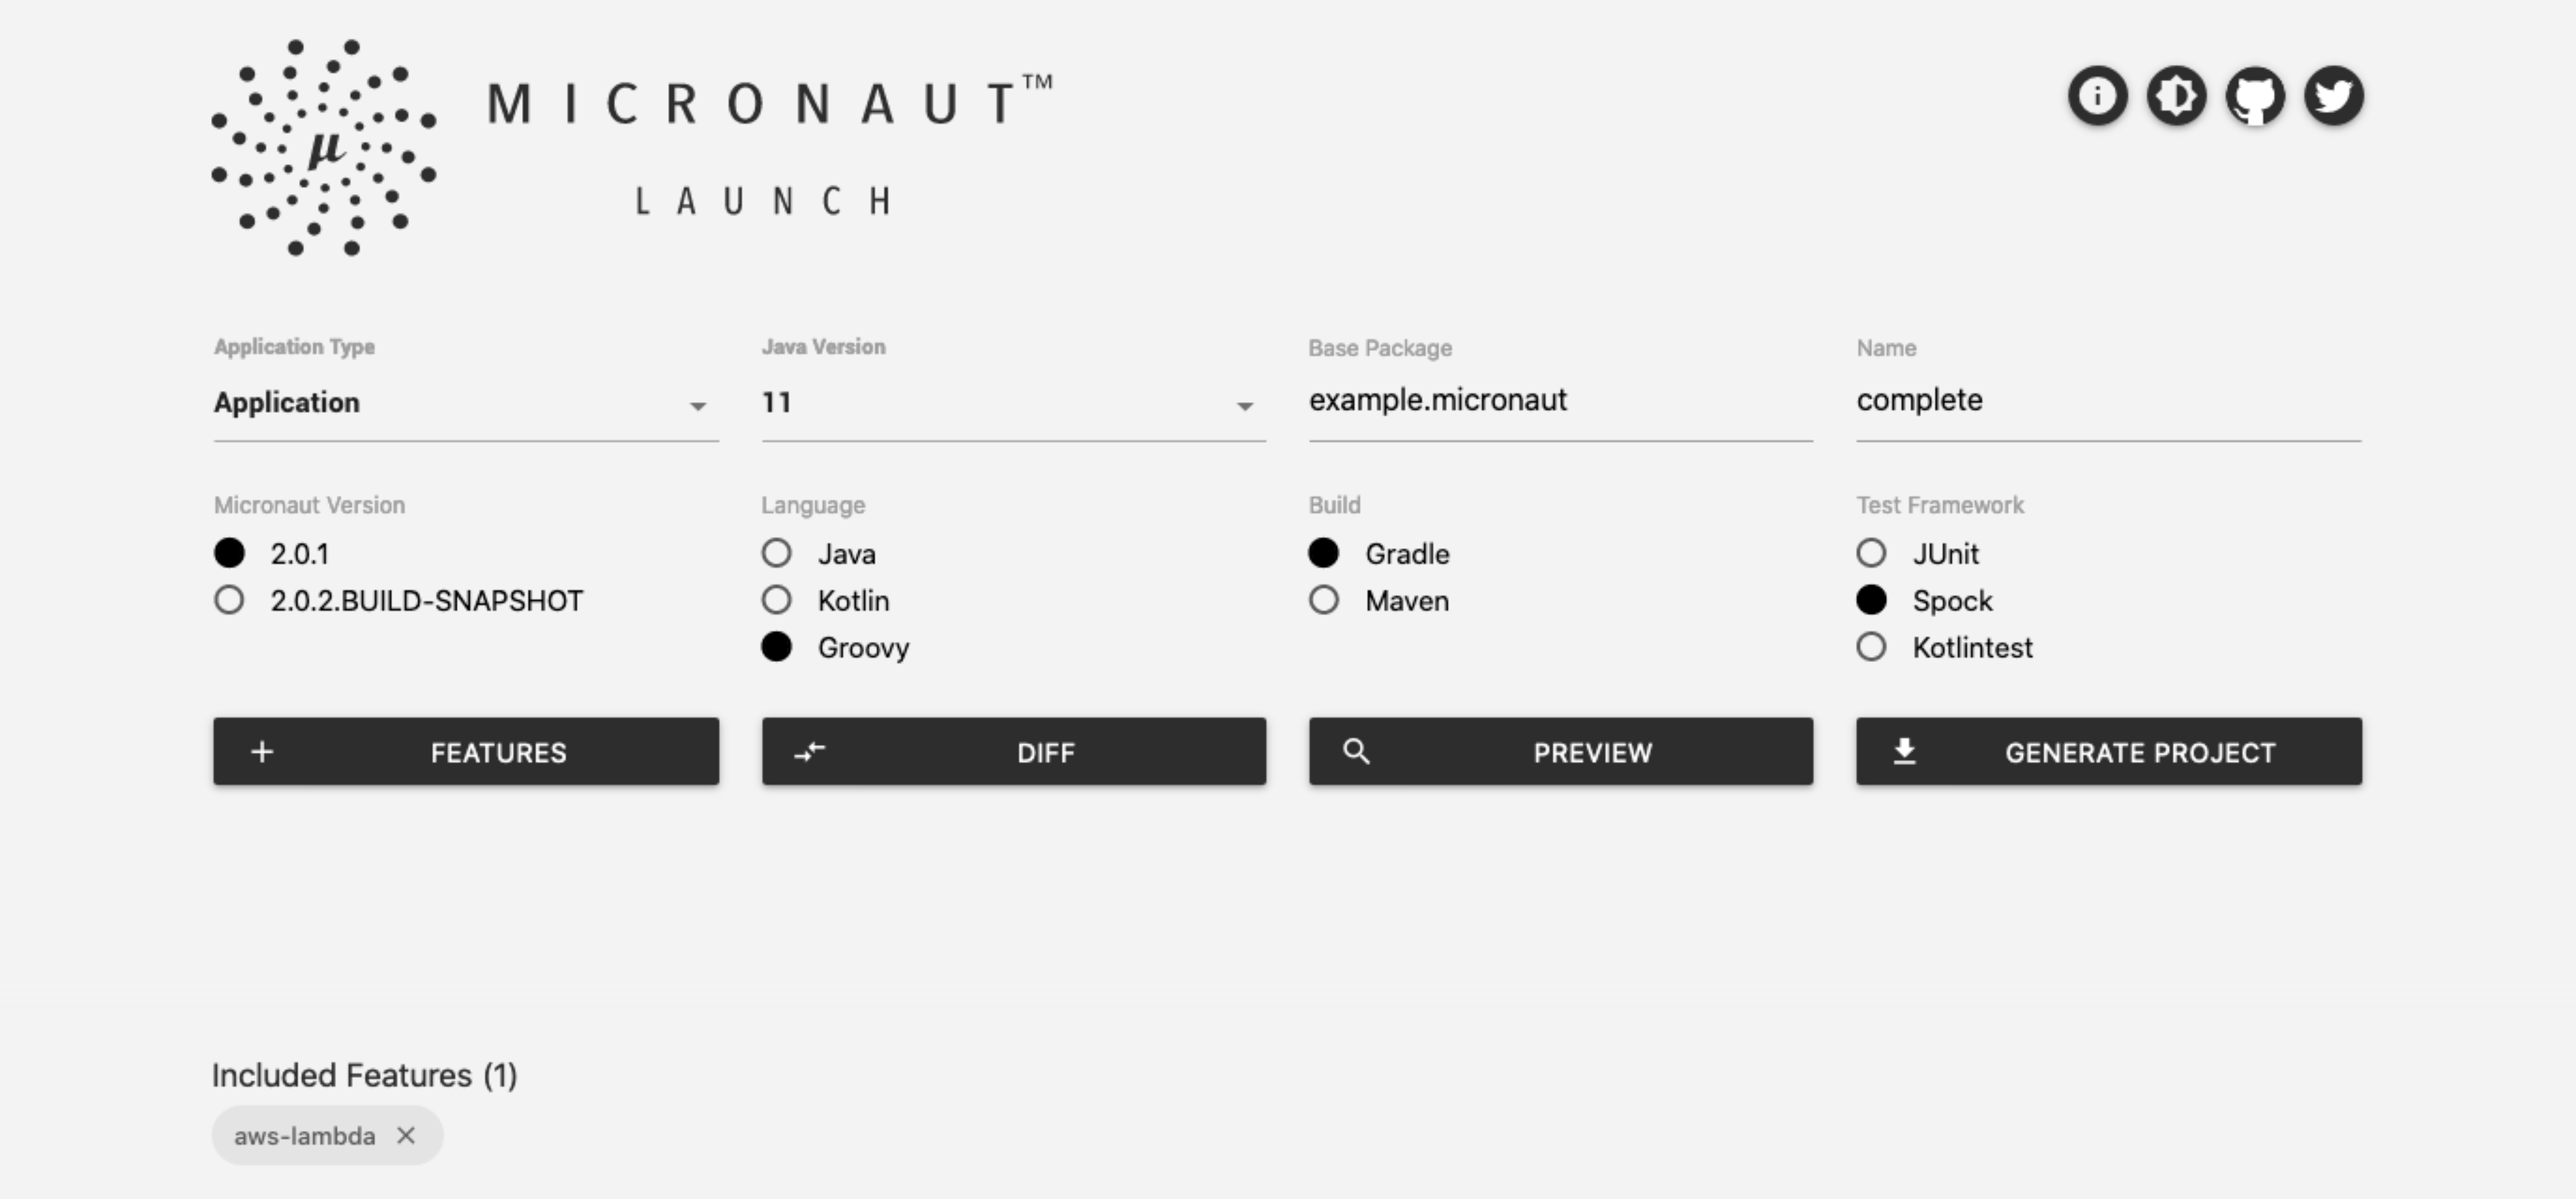 μ
MICRONAUT™
LAUNCH
Application Type
Application
Java Version
11
Base Package
example.micronaut
Name
complete
Micronaut Version
2.0.1
2.0.2.BUILD-SNAPSHOT
Language
Java
Kotlin
Groovy
Build
Gradle
Maven
Test Framework
JUnit
Spock
Kotlintest
FEATURES
DIFF
PREVIEW
GENERATE PROJECT
Included Features (1)
aws-lambda